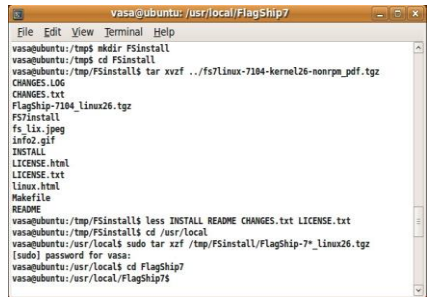 vasa@ubuntu: /usr/local/FlagShip7
File Edit View Terminal Help
vasa@ubuntu:/tmp$ mkdir FSinstall
vasa@ubuntu:/tmp$ cd FSinstall
vasa@ubuntu:/tmp/FSinstall$ tar xvzf ../fs7linux-7104-kernel26-nonrpm_pdf.tgz
CHANGES.LOG
CHANGES.txt
FlagShip-7104_linux26.tgz
FS7install
fs_lix.jpeg
info2.gif
INSTALL
LICENSE.html
LICENSE.txt
linux.html
Makefile
README
vasa@ubuntu:/tmp/FSinstall$ less INSTALL README CHANGES.txt LICENSE.txt
vasa@ubuntu:/tmp/FSinstall$ cd /usr/local
vasa@ubuntu:/usr/local$ sudo tar xzf /tmp/FSinstall/FlagShip-7*_linux26.tgz
[sudo] password for vasa:
vasa@ubuntu:/usr/local$ cd FlagShip7
vasa@ubuntu:/usr/local/FlagShip7$